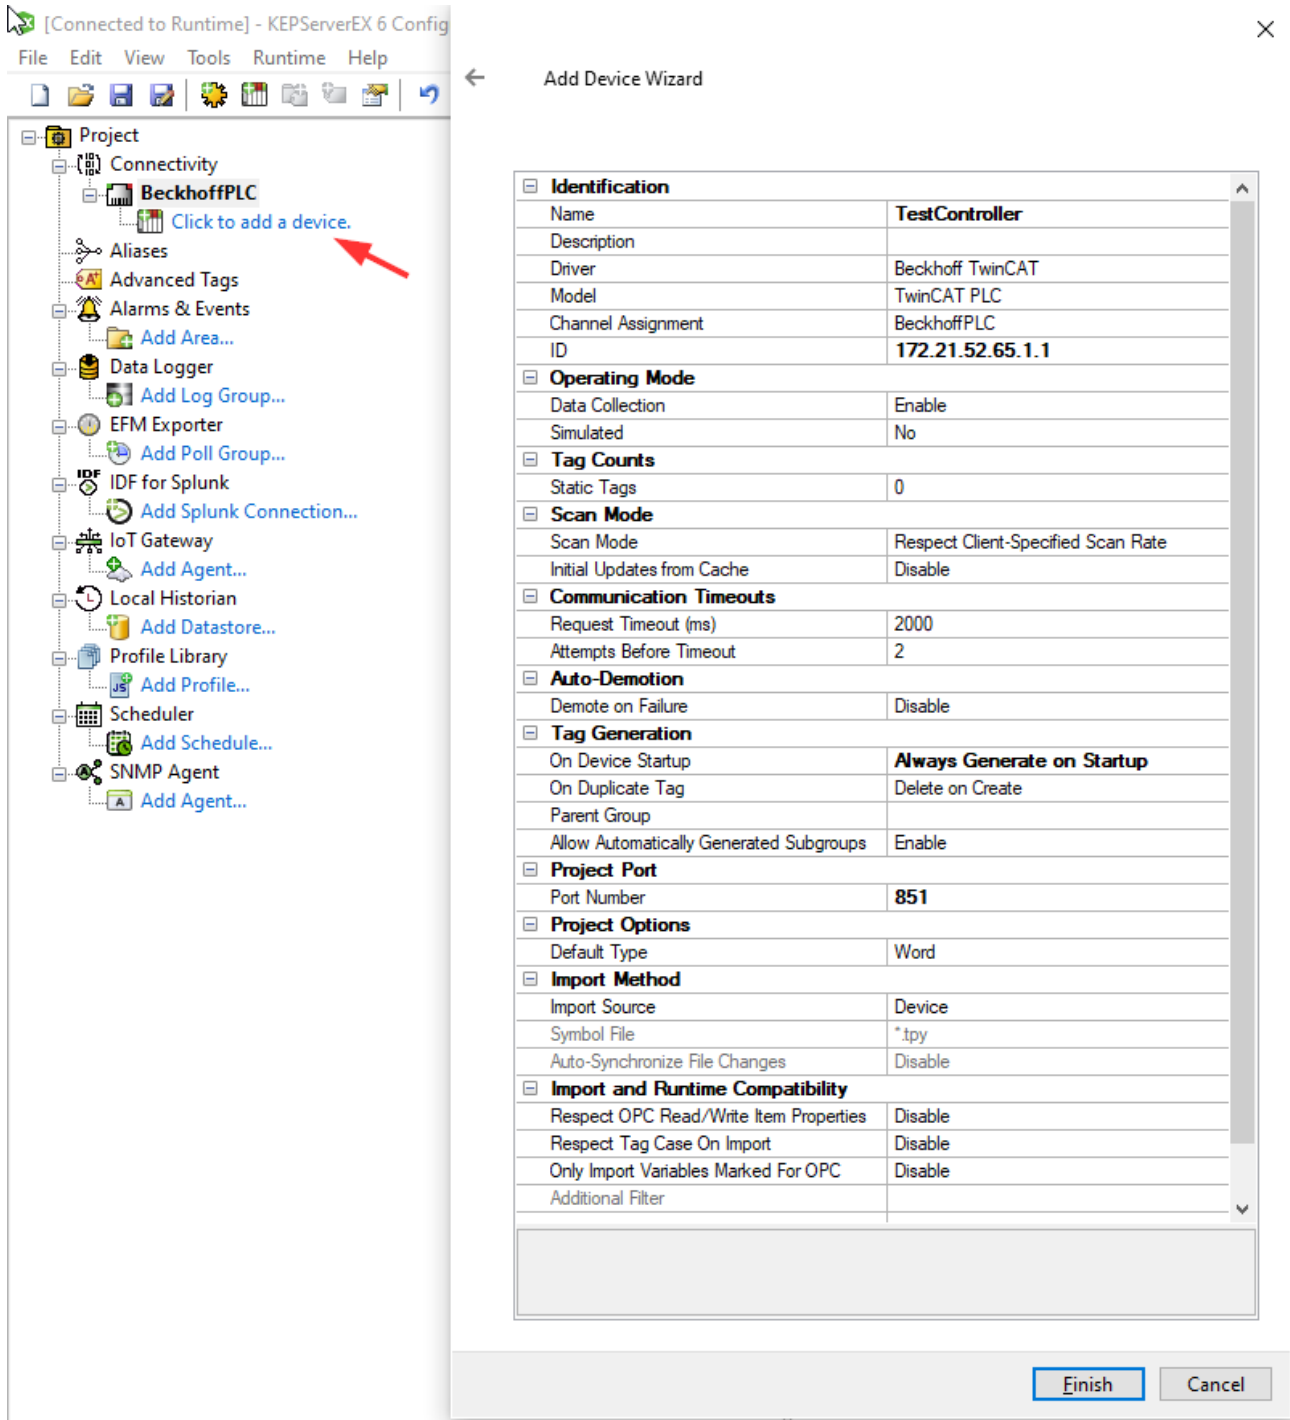 [Connected to Runtime] - KEPServerEX 6 Config
File Edit View Tools Runtime Help
Project
Connectivity
BeckhoffPLC
Click to add a device.
Aliases
Advanced Tags
Alarms & Events
Add Area...
Data Logger
Add Log Group...
EFM Exporter
Add Poll Group...
IDF for Splunk
Add Splunk Connection...
IoT Gateway
Add Agent...
Local Historian
Add Datastore...
Profile Library
Add Profile...
Scheduler
Add Schedule...
SNMP Agent
Add Agent...
Add Device Wizard
Identification
Name TestController
Description
Driver Beckhoff TwinCAT
Model TwinCAT PLC
Channel Assignment BeckhoffPLC
ID 172.21.52.65.1.1
Operating Mode
Data Collection Enable
Simulated No
Tag Counts
Static Tags 0
Scan Mode
Scan Mode Respect Client-Specified Scan Rate
Initial Updates from Cache Disable
Communication Timeouts
Request Timeout (ms) 2000
Attempts Before Timeout 2
Auto-Demotion
Demote on Failure Disable
Tag Generation
On Device Startup Always Generate on Startup
On Duplicate Tag Delete on Create
Parent Group
Allow Automatically Generated Subgroups Enable
Project Port
Port Number 851
Project Options
Default Type Word
Import Method
Import Source Device
Symbol File *.tpy
Auto-Synchronize File Changes Disable
Import and Runtime Compatibility
Respect OPC Read/Write Item Properties Disable
Respect Tag Case On Import Disable
Only Import Variables Marked For OPC Disable
Additional Filter
Finish Cancel